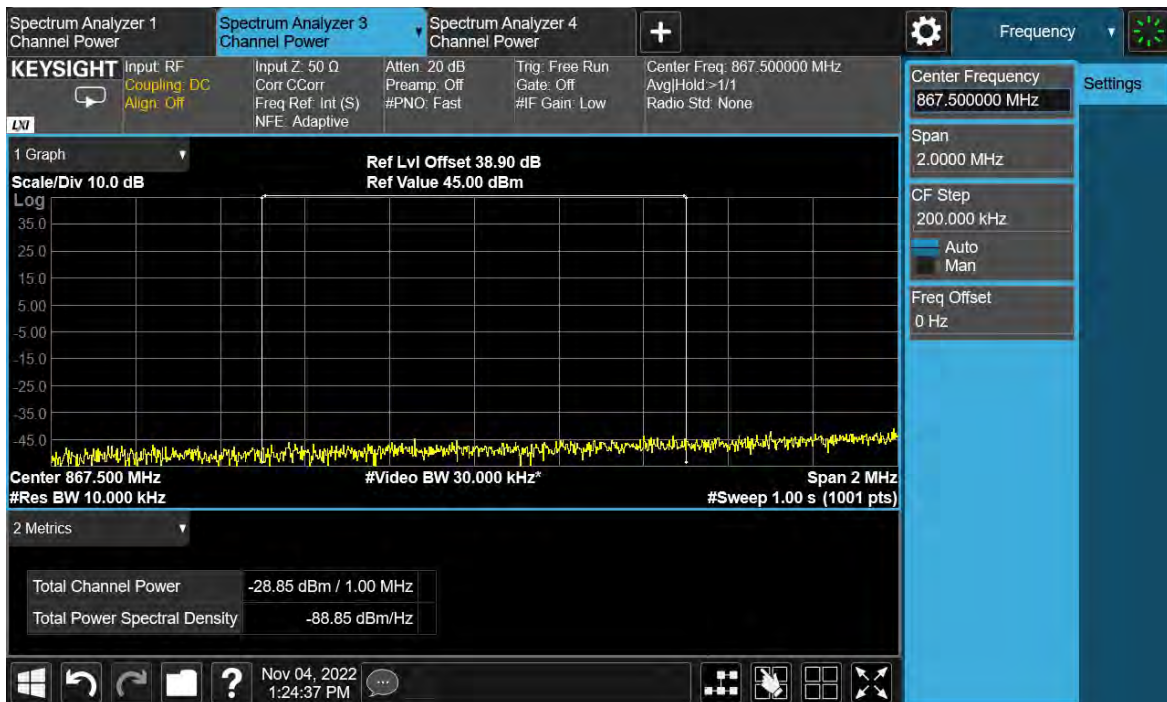 Spectrum Analyzer 1
Channel Power
Spectrum Analyzer 3
Channel Power
Spectrum Analyzer 4
Channel Power
Frequency
KEYSIGHT
LXI
Input: RF
Coupling: DC
Align: Off
Input Z: 50 Ω
Corr CCorr
Freq Ref: Int (S)
NFE: Adaptive
Atten: 20 dB
Preamp: Off
#PNO: Fast
Trig: Free Run
Gate: Off
#IF Gain: Low
Center Freq: 867.500000 MHz
Avg|Hold:>1/1
Radio Std: None
Center Frequency
867.500000 MHz
Settings
Span
2.0000 MHz
CF Step
200.000 kHz
Auto
Man
Freq Offset
0 Hz
1 Graph
Scale/Div 10.0 dB
Ref Lvl Offset 38.90 dB
Ref Value 45.00 dBm
Log
35.0
25.0
15.0
5.00
-5.00
-15.0
-25.0
-35.0
-45.0
Center 867.500 MHz
#Res BW 10.000 kHz
#Video BW 30.000 kHz*
Span 2 MHz
#Sweep 1.00 s (1001 pts)
2 Metrics
Total Channel Power -28.85 dBm / 1.00 MHz
Total Power Spectral Density -88.85 dBm/Hz
Nov 04, 2022
1:24:37 PM